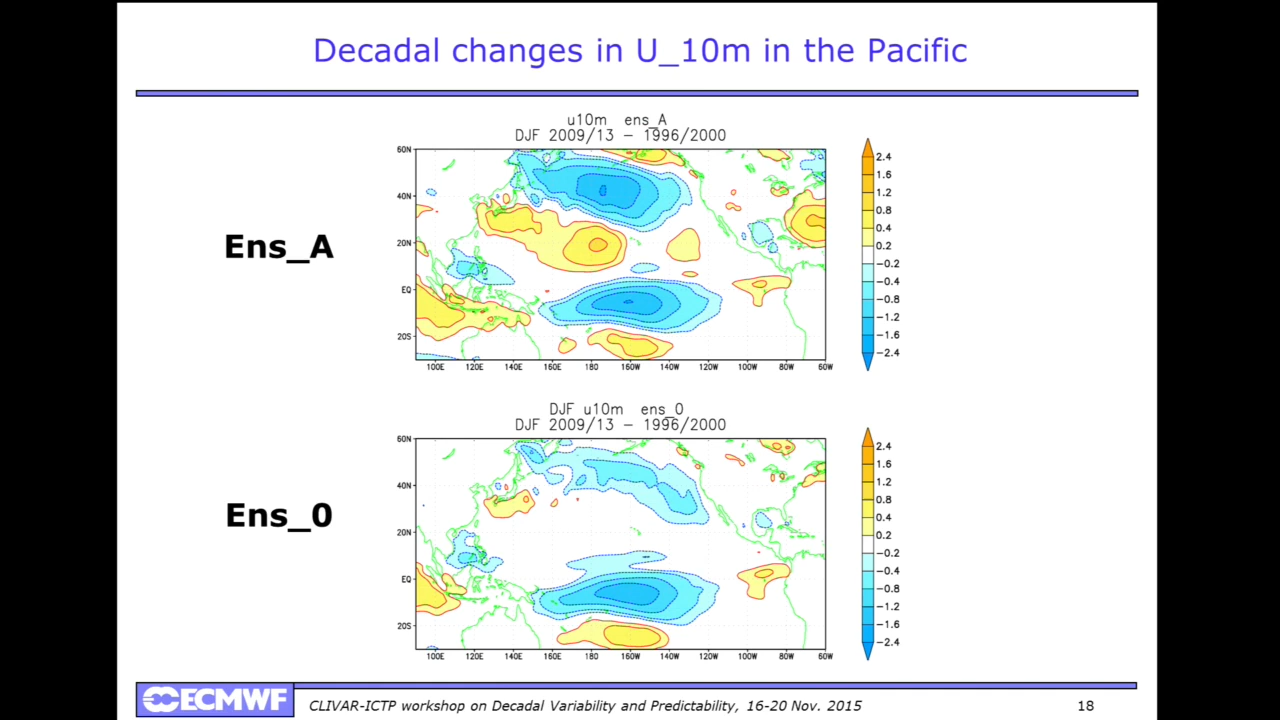 Decadal changes in U_10m in the Pacific
u10m ens_A
DJF 2009/13 − 1996/2000
60N
40N
20N
EQ
20S
100E 120E 140E 160E 180 160W 140W 120W 100W 80W 60W
2.4
1.6
1.2
0.8
0.4
0.2
−0.2
−0.4
−0.8
−1.2
−1.6
−2.4
Ens_A
DJF u10m ens_0
DJF 2009/13 − 1996/2000
60N
40N
20N
EQ
20S
100E 120E 140E 160E 180 160W 140W 120W 100W 80W 60W
2.4
1.6
1.2
0.8
0.4
0.2
−0.2
−0.4
−0.8
−1.2
−1.6
−2.4
Ens_0
ECMWF
CLIVAR-ICTP workshop on Decadal Variability and Predictability, 16-20 Nov. 2015
18